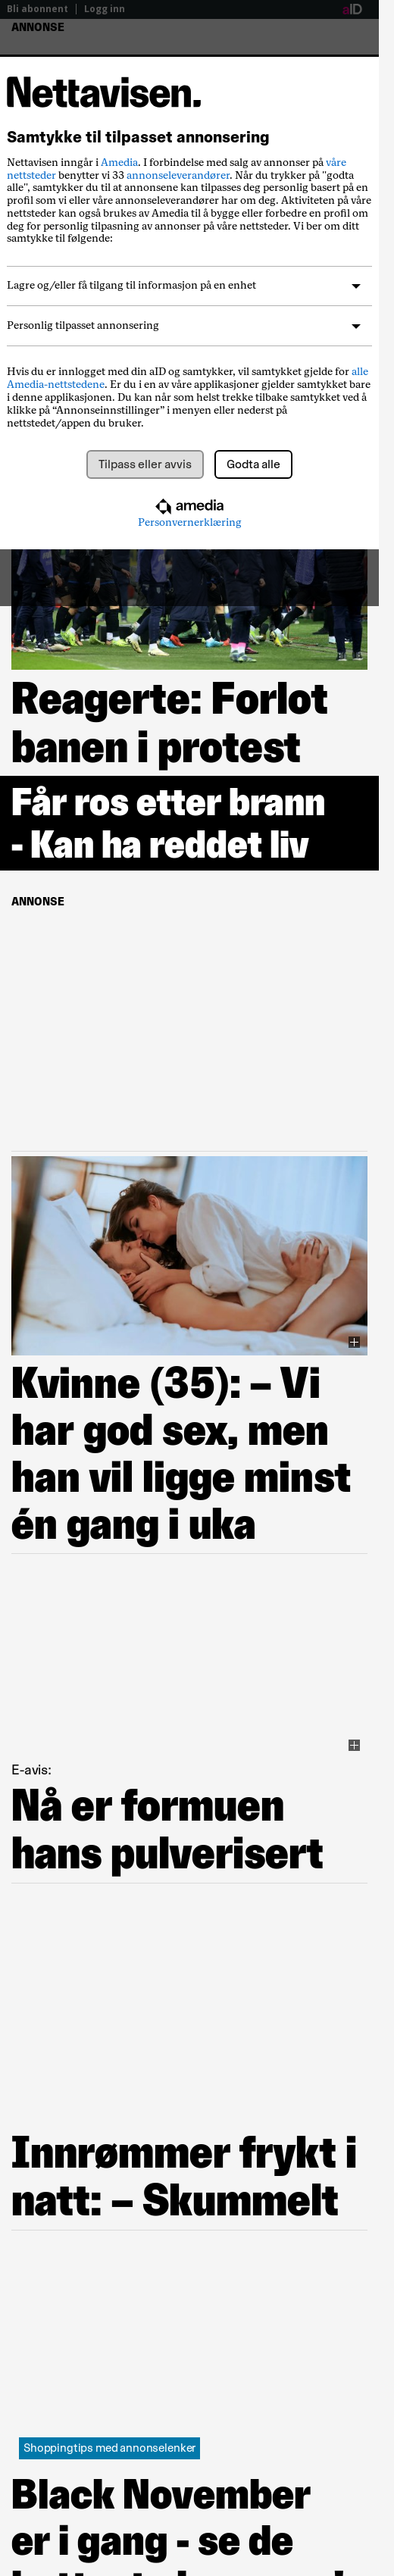 Bli abonnent | Logg inn
aID
ANNONSE
Nettavisen.
Samtykke til tilpasset annonsering
Nettavisen inngår i Amedia. I forbindelse med salg av annonser på våre
nettsteder benytter vi 33 annonseleverandører. Når du trykker på "godta
alle", samtykker du til at annonsene kan tilpasses deg personlig basert på en
profil som vi eller våre annonseleverandører har om deg. Aktiviteten på våre
nettsteder kan også brukes av Amedia til å bygge eller forbedre en profil om
deg for personlig tilpasning av annonser på våre nettsteder. Vi ber om ditt
samtykke til følgende:
Lagre og/eller få tilgang til informasjon på en enhet
Personlig tilpasset annonsering
Hvis du er innlogget med din aID og samtykker, vil samtykket gjelde for alle
Amedia-nettstedene. Er du i en av våre applikasjoner gjelder samtykket bare
i denne applikasjonen. Du kan når som helst trekke tilbake samtykket ved å
klikke på “Annonseinnstillinger” i menyen eller nederst på
nettstedet/appen du bruker.
Tilpass eller avvis
Godta alle
amedia
Personvernerklæring
Reagerte: Forlot
banen i protest
Får ros etter brann
- Kan ha reddet liv
ANNONSE
Kvinne (35): – Vi
har god sex, men
han vil ligge minst
én gang i uka
E-avis:
Nå er formuen
hans pulverisert
Innrømmer frykt i
natt: – Skummelt
Shoppingtips med annonselenker
Black November
er i gang - se de